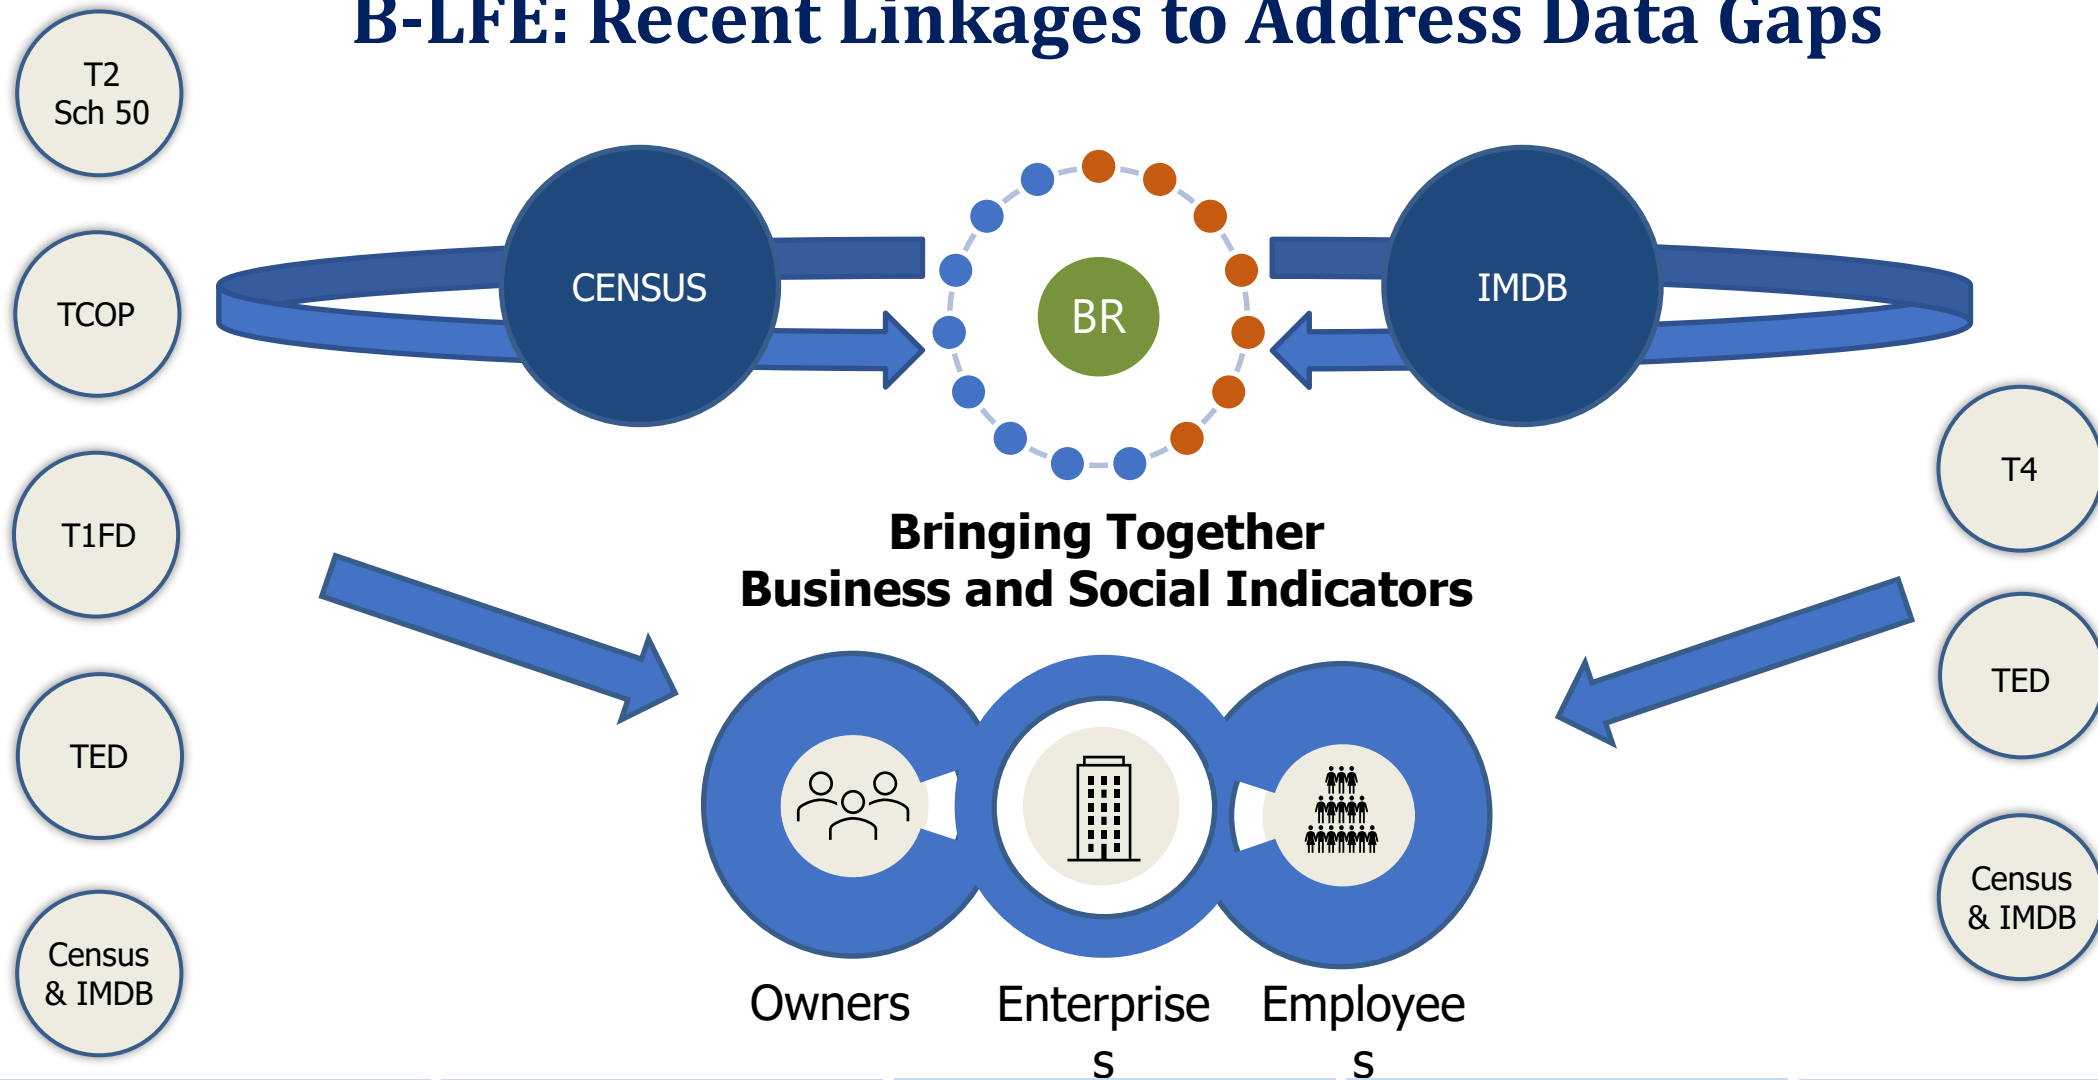 B-LFE: Recent Linkages to Address Data Gaps
T2
Sch 50
TCOP
T1FD
TED
Census
& IMDB
CENSUS
BR
IMDB
Bringing Together
Business and Social Indicators
Owners
Enterprise
s
Employee
s
T4
TED
Census
& IMDB